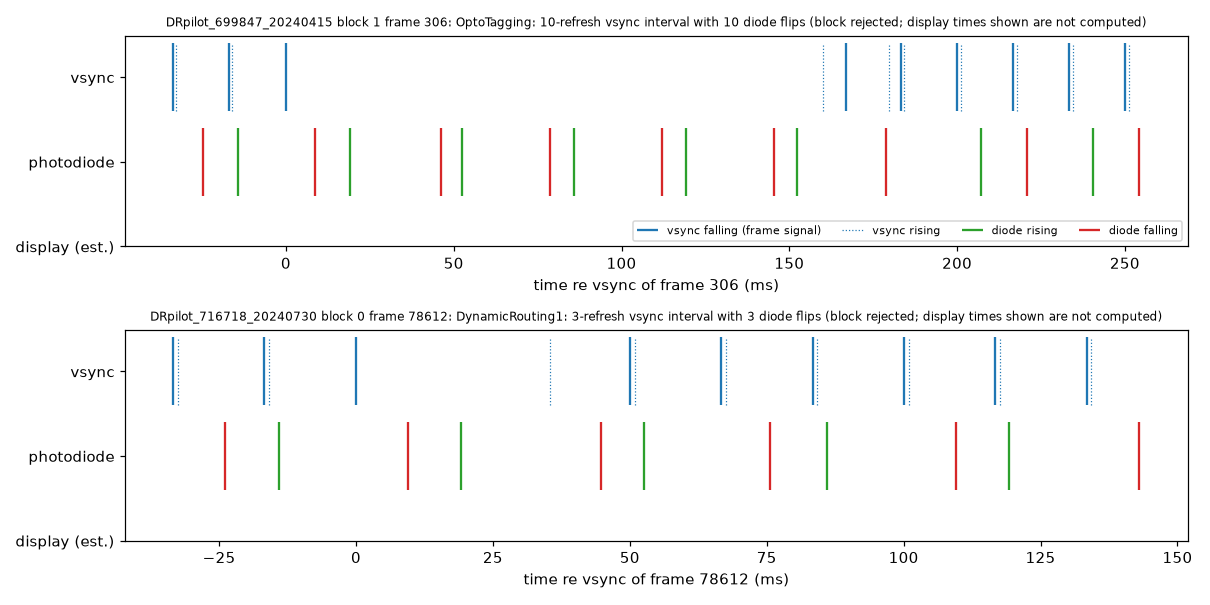 DRpilot_699847_20240415 block 1 frame 306: OptoTagging: 10-refresh vsync interval with 10 diode flips (block rejected; display times shown are not computed)
vsync
photodiode
display (est.)
vsync falling (frame signal) vsync rising diode rising diode falling
0 50 100 150 200 250
time re vsync of frame 306 (ms)
DRpilot_716718_20240730 block 0 frame 78612: DynamicRouting1: 3-refresh vsync interval with 3 diode flips (block rejected; display times shown are not computed)
vsync
photodiode
display (est.)
−25 0 25 50 75 100 125 150
time re vsync of frame 78612 (ms)